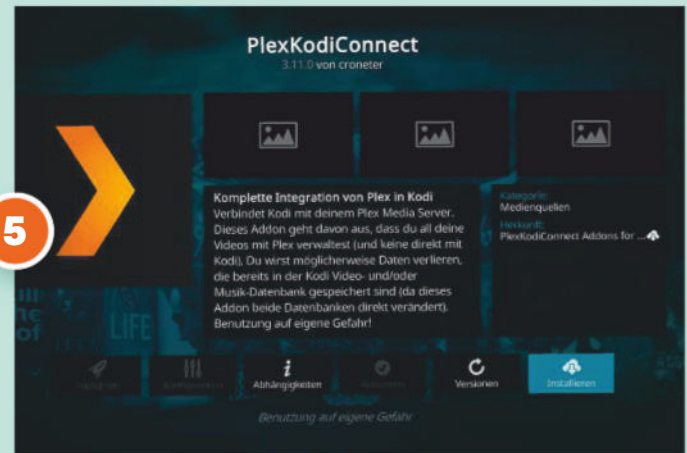 PlexKodiConnect
3.11.0 von croneter
5
Komplette Integration von Plex in Kodi
Verbindet Kodi mit deinem Plex Media Server.
Dieses Addon geht davon aus, dass du all deine
Videos mit Plex verwaltest (und keine direkt mit
Kodi). Du wirst möglicherweise Daten verlieren,
die bereits in der Kodi Video- und/oder
Musik-Datenbank gespeichert sind (da dieses
Addon beide Datenbanken direkt verändert).
Benutzung auf eigene Gefahr!
Kategorie:
Medienquellen
Herkunft:
PlexKodiConnect Addons for ...
LIFE
Abhängigkeiten
Versionen
Installieren
Benutzung auf eigene Gefahr